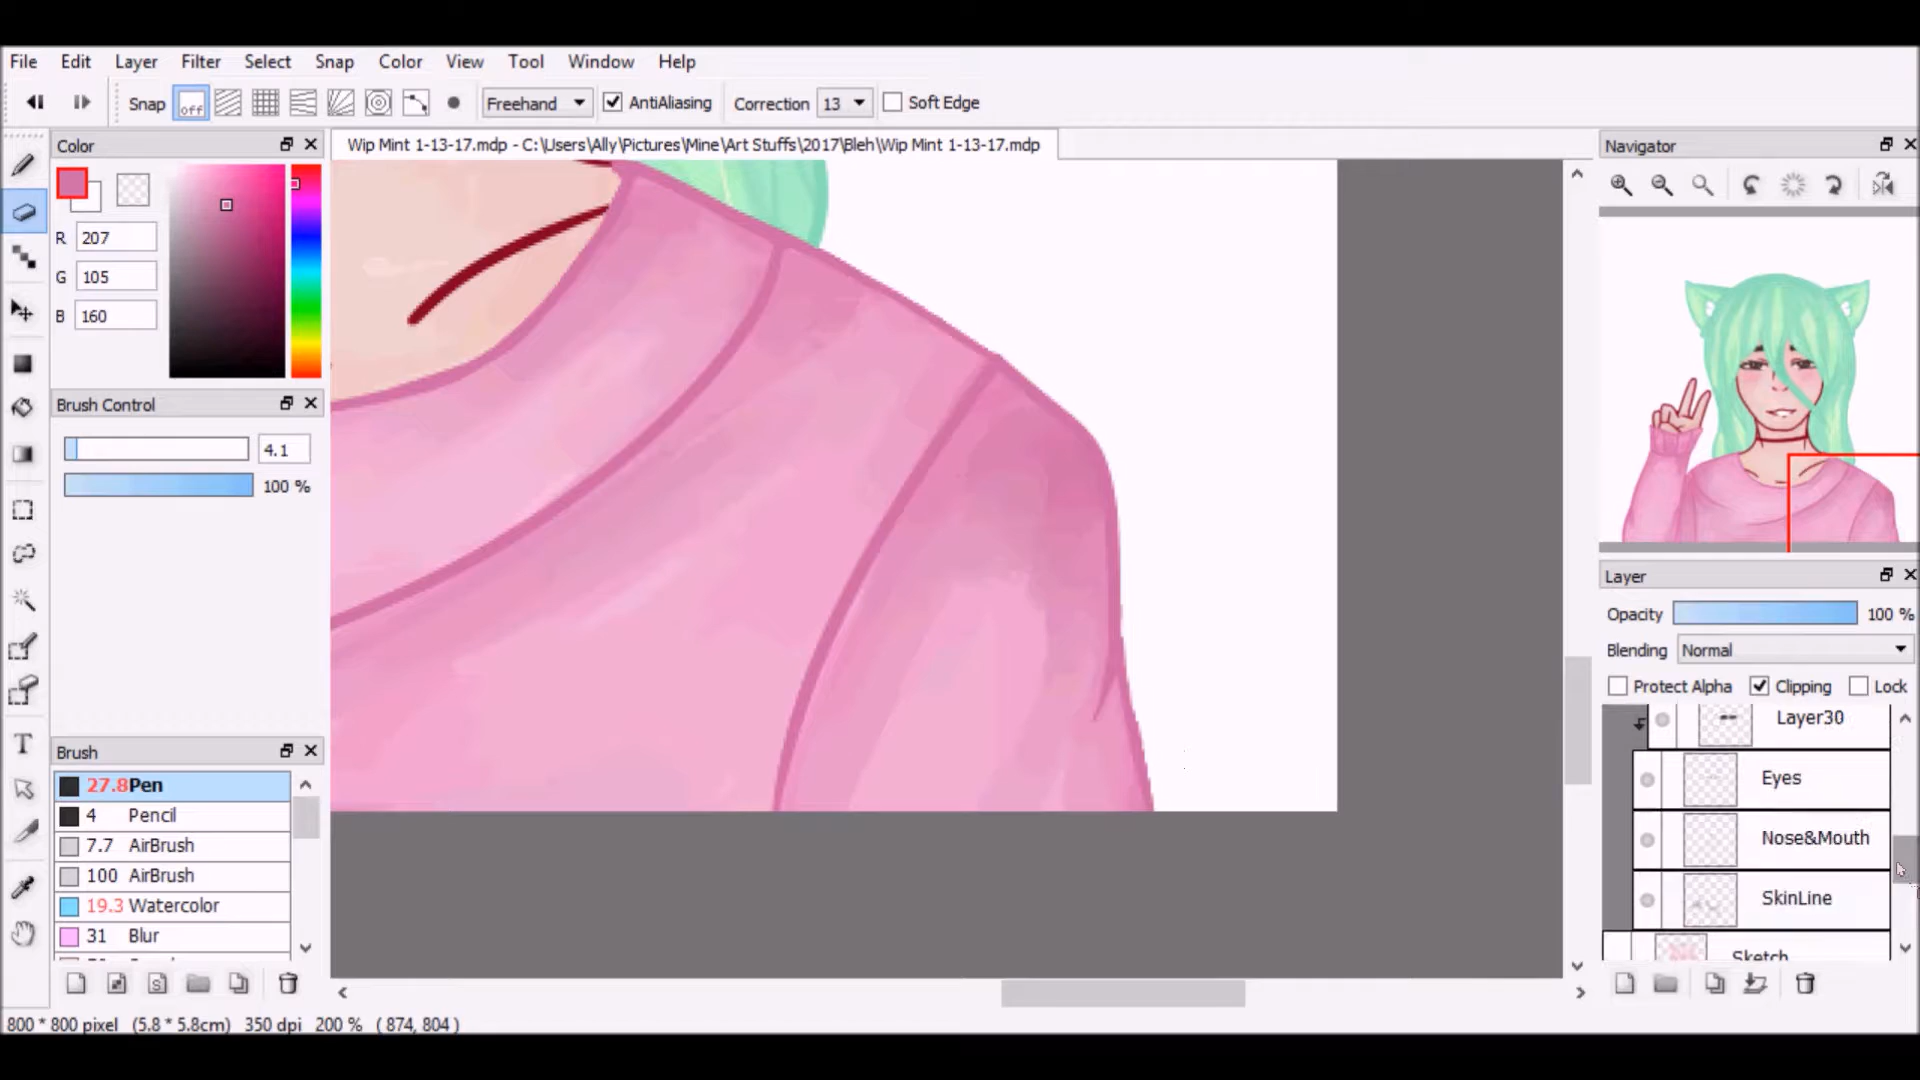 File Edit Layer Filter Select Snap Color View Tool Window Help
Snap off Freehand AntiAliasing Correction 13 Soft Edge
Color
Wip Mint 1-13-17.mdp - C:\Users\Ally\Pictures\Mine\Art Stuffs\2017\Bleh\Wip Mint 1-13-17.mdp
Navigator
R 207
G 105
B 160
Brush Control
4.1
100 %
Brush
27.8 Pen
4 Pencil
7.7 AirBrush
100 AirBrush
19.3 Watercolor
31 Blur
Layer
Opacity 100 %
Blending Normal
Protect Alpha Clipping Lock
Layer30
Eyes
Nose&Mouth
SkinLine
Sketch
T
S
800 * 800 pixel (5.8 * 5.8cm) 350 dpi 200 % ( 874, 804 )